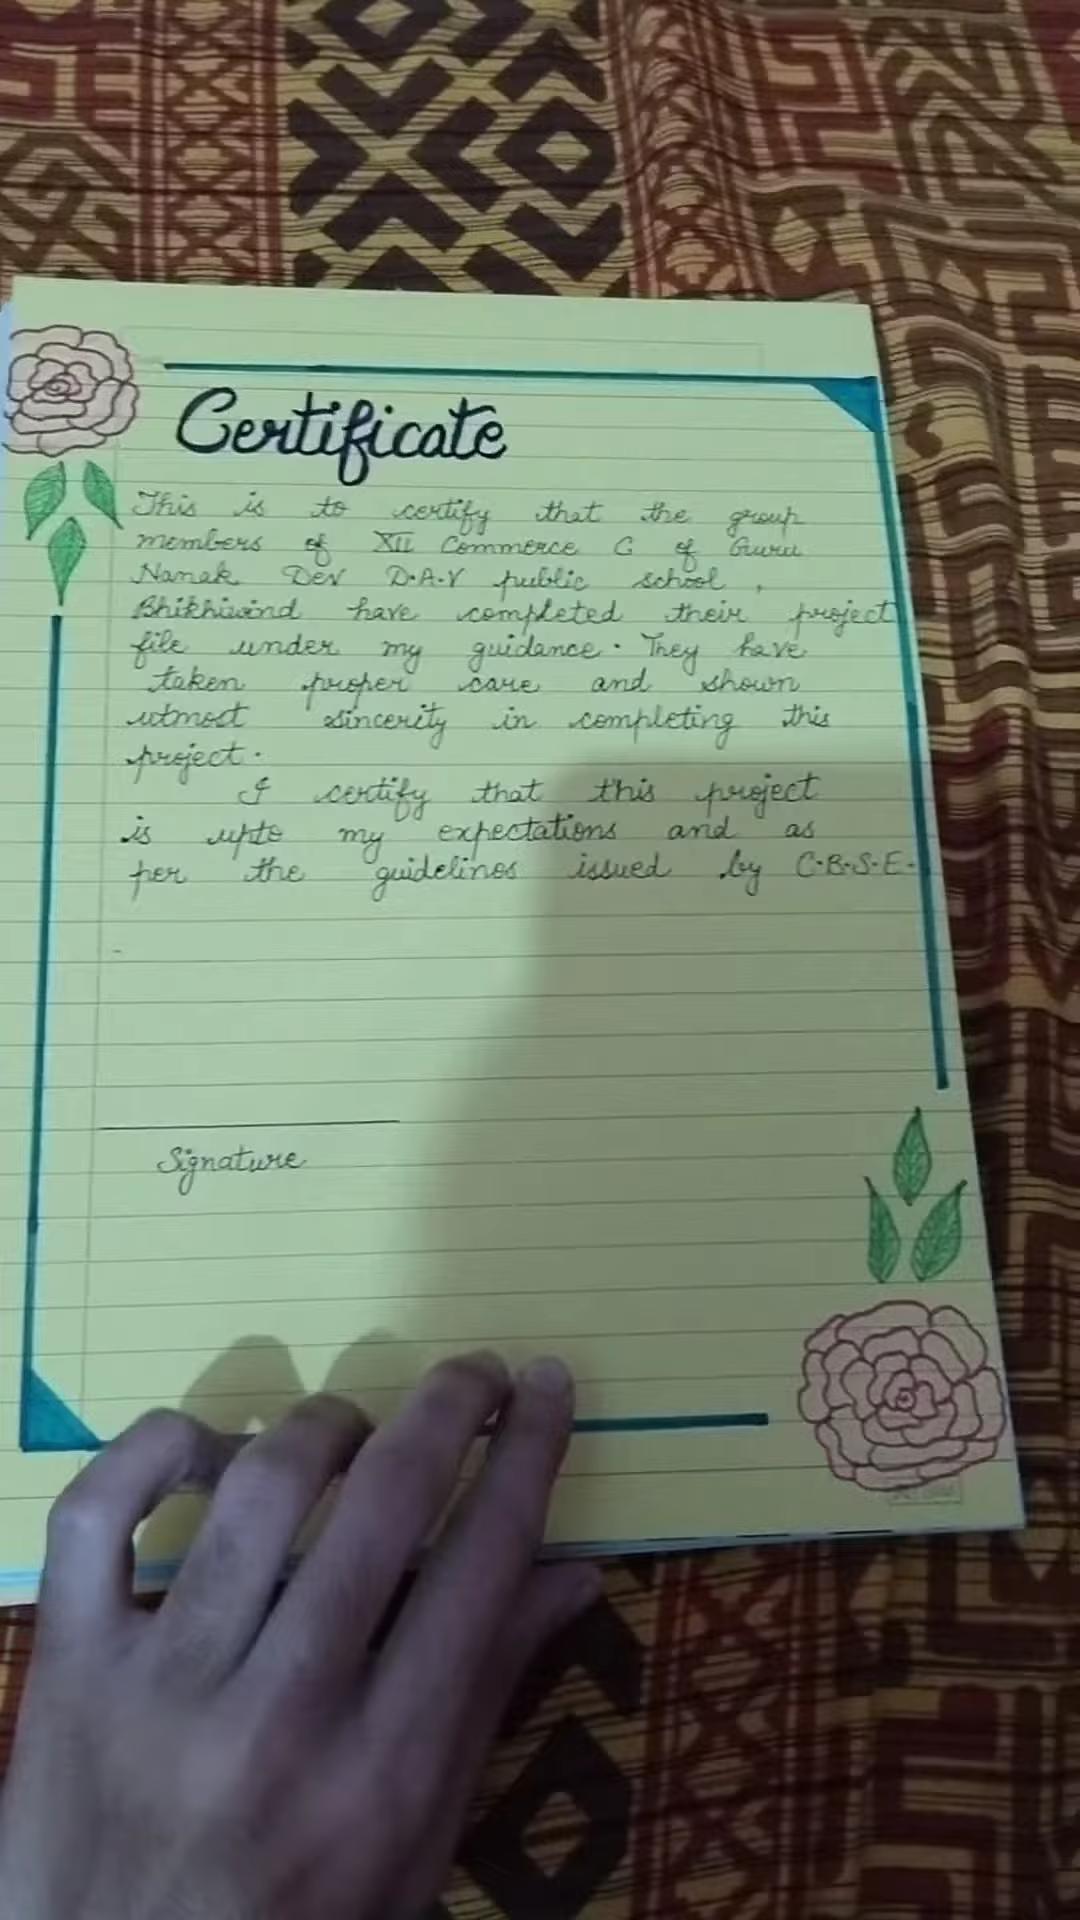 Certificate
This is to certify that the group
members of XII Commerce G of Guru
Nanak Dev D.A.V public school,
Bhikhiwind have completed their project
file under my guidance. They have
taken proper care and shown
utmost sincerity in completing this
project.
I certify that this project
is upto my expectations and as
per the guidelines issued by C.B.S.E.
Signature